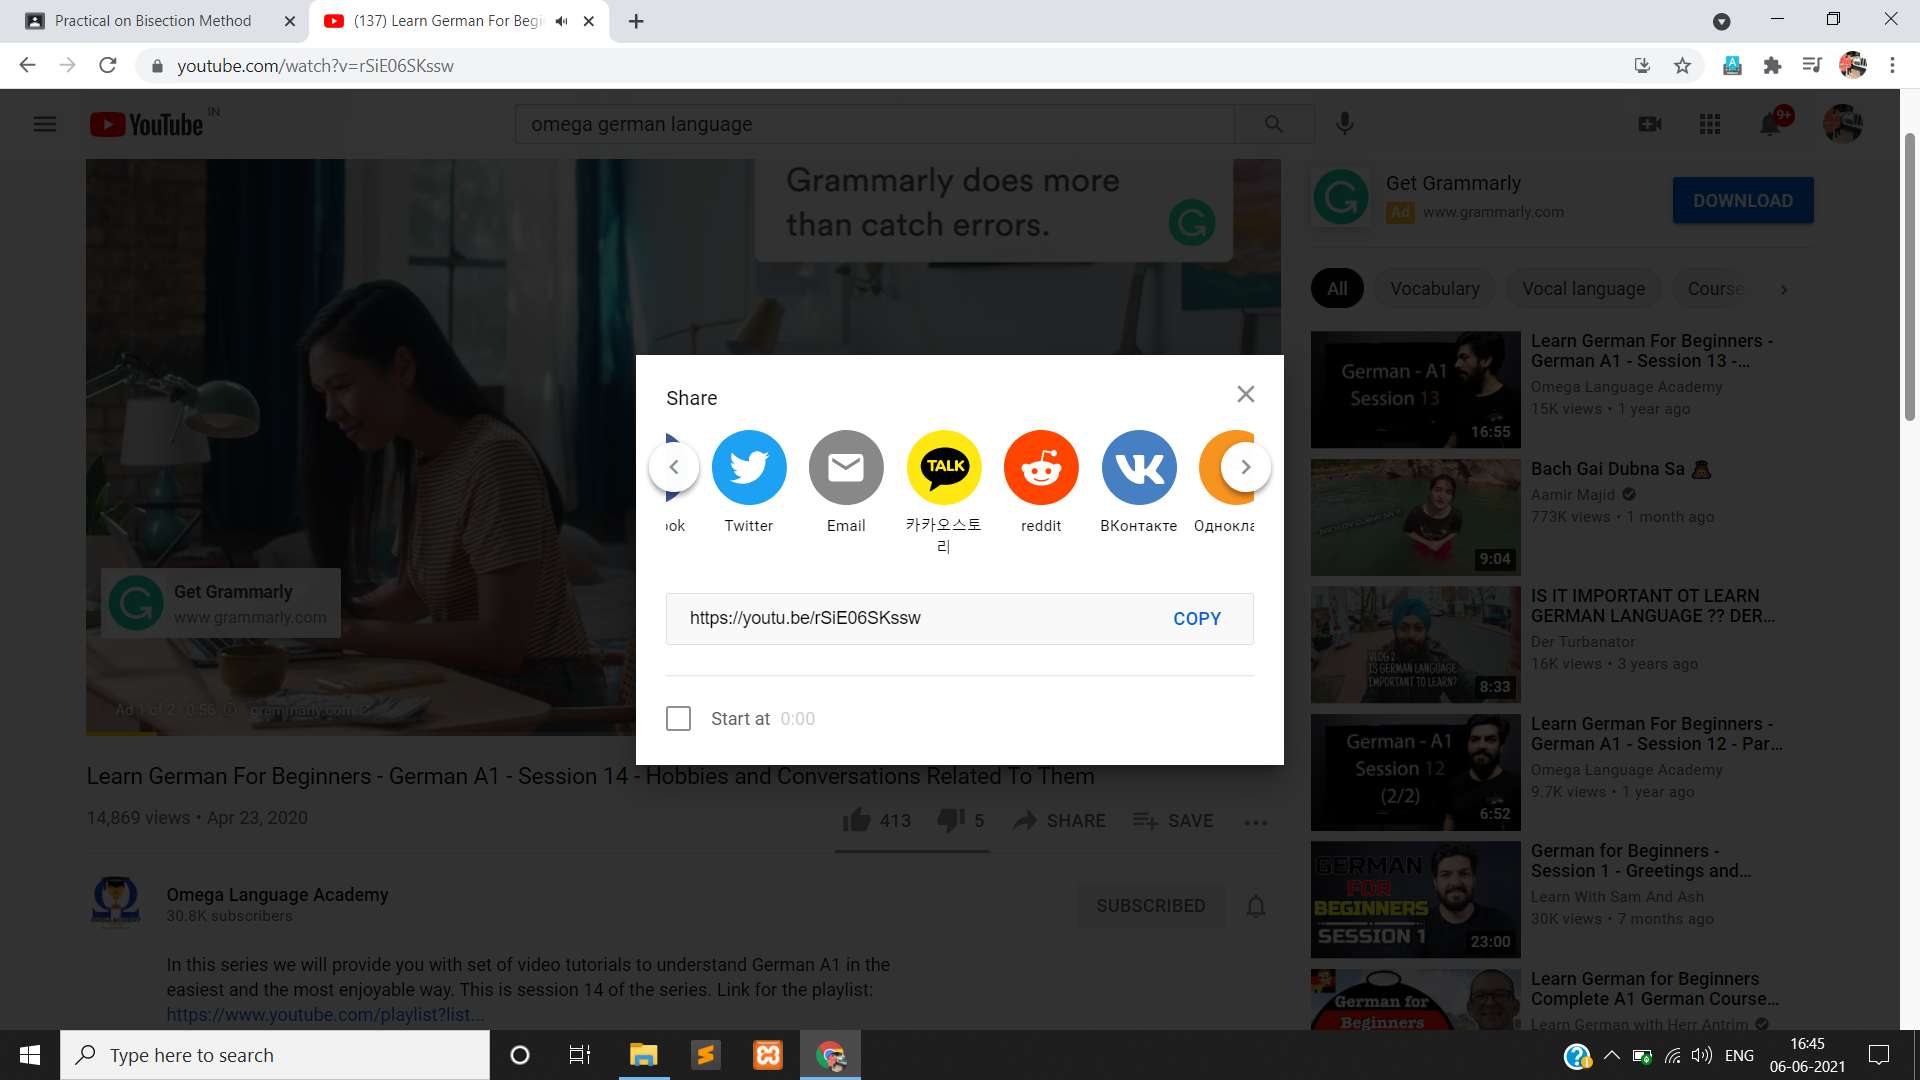 Practical on Bisection Method
(137) Learn German For Begi
youtube.com/watch?v=rSiE06SKssw
YouTube IN
omega german language
9+
Grammarly does more
than catch errors.
Get Grammarly
Ad www.grammarly.com
DOWNLOAD
All Vocabulary Vocal language Course
Share
ook
Twitter
Email
TALK
카카오스토
리
reddit
ВКонтакте
Однокла
https://youtu.be/rSiE06SKssw COPY
Start at 0:00
Get Grammarly
www.grammarly.com
Ad 1 of 2 · 0:56 grammarly.com
Learn German For Beginners - German A1 - Session 14 - Hobbies and Conversations Related To Them
14,869 views • Apr 23, 2020
413 5 SHARE SAVE
Omega Language Academy
30.8K subscribers
SUBSCRIBED
In this series we will provide you with set of video tutorials to understand German A1 in the
easiest and the most enjoyable way. This is session 14 of the series. Link for the playlist:
https://www.youtube.com/playlist?list...
German - A1
Session 13
16:55
Learn German For Beginners -
German A1 - Session 13 -...
Omega Language Academy
15K views • 1 year ago
9:04
Bach Gai Dubna Sa
Aamir Majid
773K views • 1 month ago
VLOG 2
IS GERMAN LANGUAGE
IMPORTANT TO LEARN?
8:33
IS IT IMPORTANT OT LEARN
GERMAN LANGUAGE ?? DER...
Der Turbanator
16K views • 3 years ago
German - A1
Session 12
(2/2)
6:52
Learn German For Beginners -
German A1 - Session 12 - Par...
Omega Language Academy
9.7K views • 1 year ago
GERMAN
FOR
BEGINNERS
SESSION 1
23:00
German for Beginners -
Session 1 - Greetings and...
Learn With Sam And Ash
30K views • 7 months ago
German for
Beginners
Learn German for Beginners
Complete A1 German Course...
Learn German with Herr Antrim
Type here to search
ENG
16:45
06-06-2021